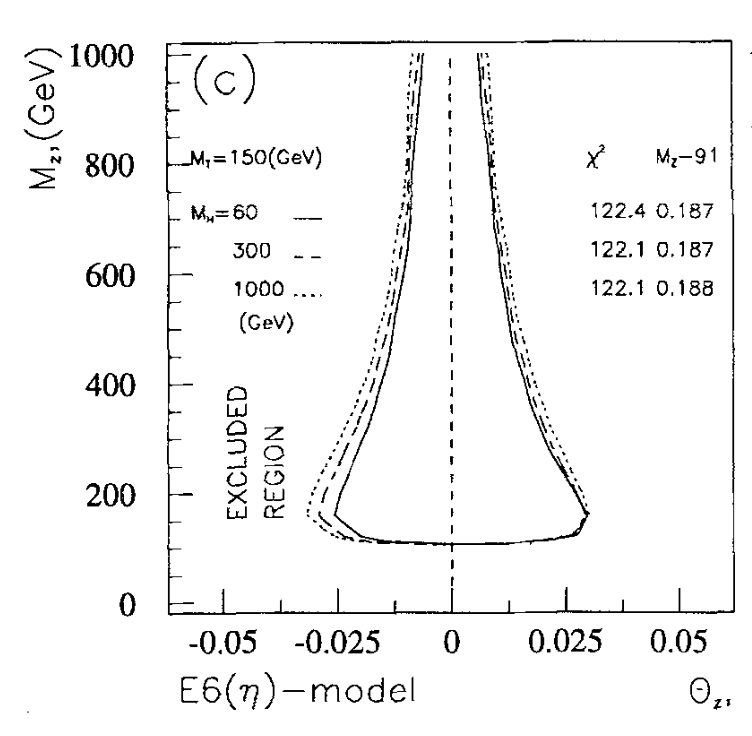 M_z', (GeV)
1000
800
600
400
200
0
(c)
M_T=150(GeV)
χ² M_z-91
M_H=60 122.4 0.187
300 122.1 0.187
1000 122.1 0.188
(GeV)
EXCLUDED
REGION
-0.05 -0.025 0 0.025 0.05
E6(η)-model Θ_z',